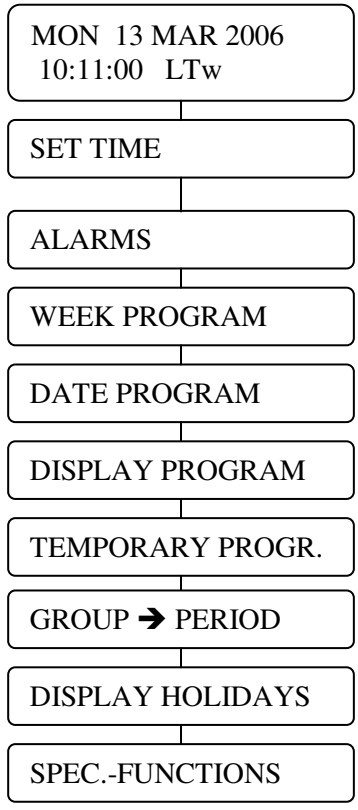 MON 13 MAR 2006
10:11:00 LTw
SET TIME
ALARMS
WEEK PROGRAM
DATE PROGRAM
DISPLAY PROGRAM
TEMPORARY PROGR.
GROUP ➔ PERIOD
DISPLAY HOLIDAYS
SPEC.-FUNCTIONS